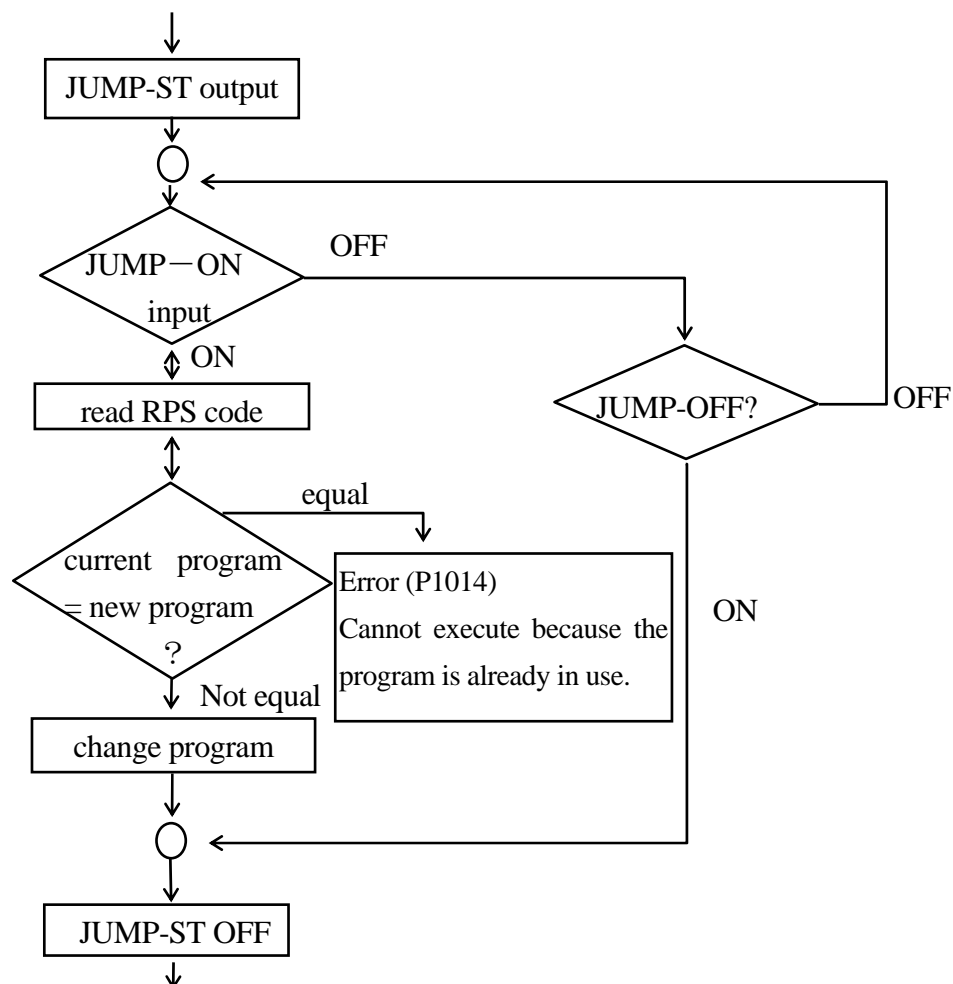 JUMP-ST output
OFF
JUMP－ON
input
ON
read RPS code
JUMP-OFF?
OFF
equal
current program
= new program
？
Error (P1014)
Cannot execute because the
program is already in use.
ON
Not equal
change program
JUMP-ST OFF